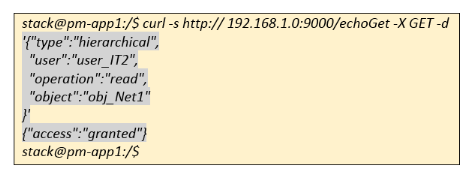 stack@pm-app1:/$ curl -s http:// 192.168.1.0:9000/echoGet -X GET -d
'{"type":"hierarchical",
"user":"user_IT2",
"operation":"read",
"object":"obj_Net1"
}'
{"access":"granted"}
stack@pm-app1:/$